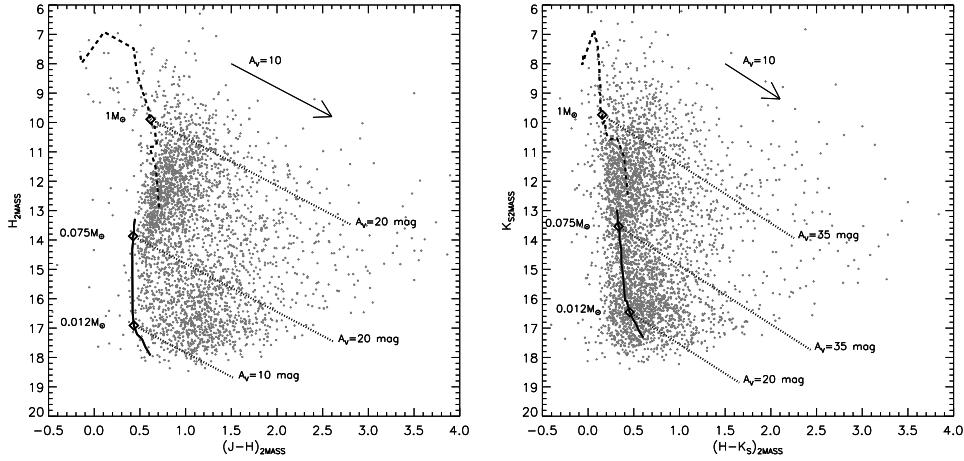 6
7
8
9
10
11
12
13
14
15
16
17
18
19
20
H2MASS
Av=10
1M⊙
0.075M⊙
0.012M⊙
Av=20 mag
Av=20 mag
Av=10 mag
-0.5 0.0 0.5 1.0 1.5 2.0 2.5 3.0 3.5 4.0
(J-H)2MASS
6
7
8
9
10
11
12
13
14
15
16
17
18
19
20
KS2MASS
Av=10
1M⊙
0.075M⊙
0.012M⊙
Av=35 mag
Av=35 mag
Av=20 mag
-0.5 0.0 0.5 1.0 1.5 2.0 2.5 3.0 3.5 4.0
(H-KS)2MASS